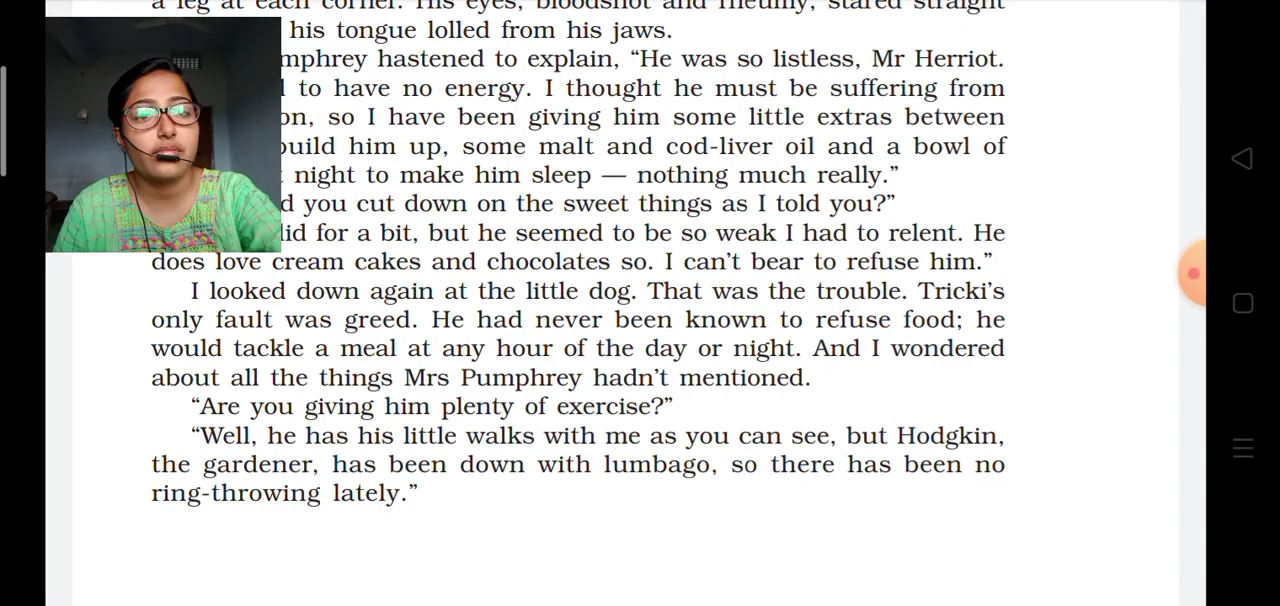 a leg at each corner. His eyes, bloodshot and rheumy, stared straight
his tongue lolled from his jaws.
mphrey hastened to explain, “He was so listless, Mr Herriot.
to have no energy. I thought he must be suffering from
on, so I have been giving him some little extras between
build him up, some malt and cod-liver oil and a bowl of
night to make him sleep — nothing much really.”
d you cut down on the sweet things as I told you?”
did for a bit, but he seemed to be so weak I had to relent. He
does love cream cakes and chocolates so. I can’t bear to refuse him.”
I looked down again at the little dog. That was the trouble. Tricki’s
only fault was greed. He had never been known to refuse food; he
would tackle a meal at any hour of the day or night. And I wondered
about all the things Mrs Pumphrey hadn’t mentioned.
“Are you giving him plenty of exercise?”
“Well, he has his little walks with me as you can see, but Hodgkin,
the gardener, has been down with lumbago, so there has been no
ring-throwing lately.”